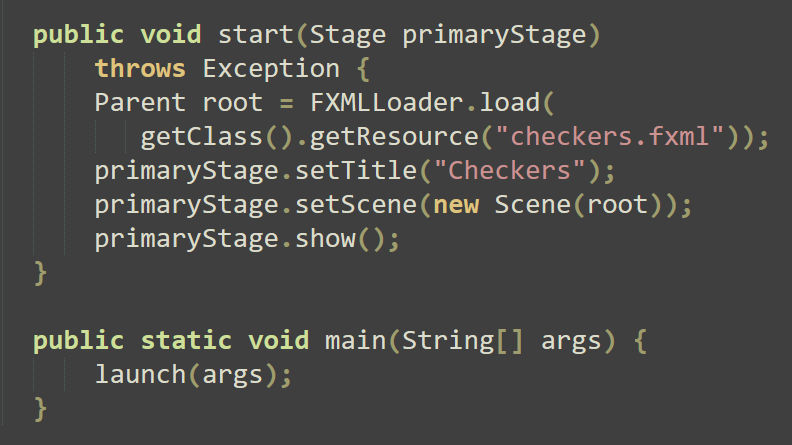 public void start(Stage primaryStage)
    throws Exception {
    Parent root = FXMLLoader.load(
       getClass().getResource("checkers.fxml"));
    primaryStage.setTitle("Checkers");
    primaryStage.setScene(new Scene(root));
    primaryStage.show();
}

public static void main(String[] args) {
    launch(args);
}